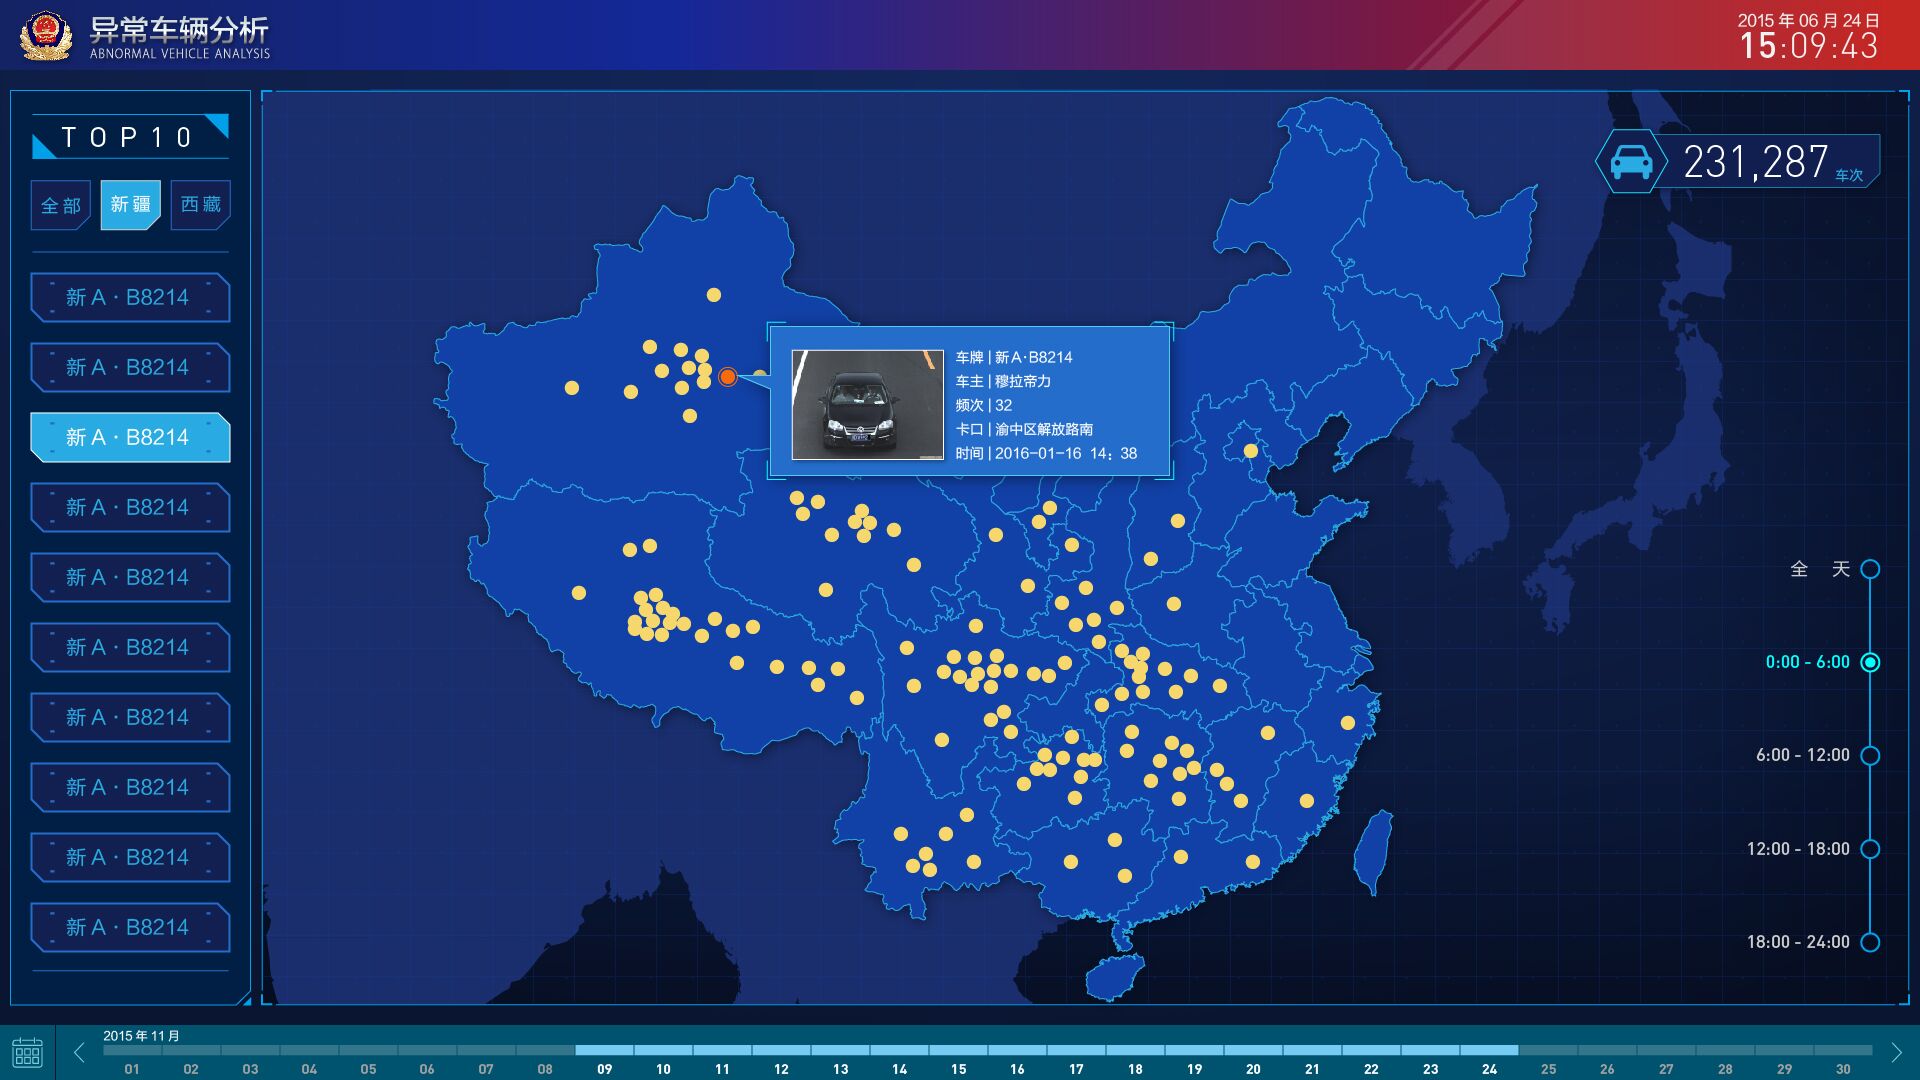 异常车辆分析
ABNORMAL VEHICLE ANALYSIS
2015 年 06 月 24 日
15:09:43
TOP10
全部
新疆
西藏
新 A · B8214
新 A · B8214
新 A · B8214
新 A · B8214
新 A · B8214
新 A · B8214
新 A · B8214
新 A · B8214
新 A · B8214
新 A · B8214
231,287 车次
车牌 | 新A·B8214
车主 | 穆拉帝力
频次 | 32
卡口 | 渝中区解放路南
时间 | 2016-01-16 14：38
全 天
0:00 - 6:00
6:00 - 12:00
12:00 - 18:00
18:00 - 24:00
2015 年 11 月
01 02 03 04 05 06 07 08 09 10 11 12 13 14 15 16 17 18 19 20 21 22 23 24 25 26 27 28 29 30